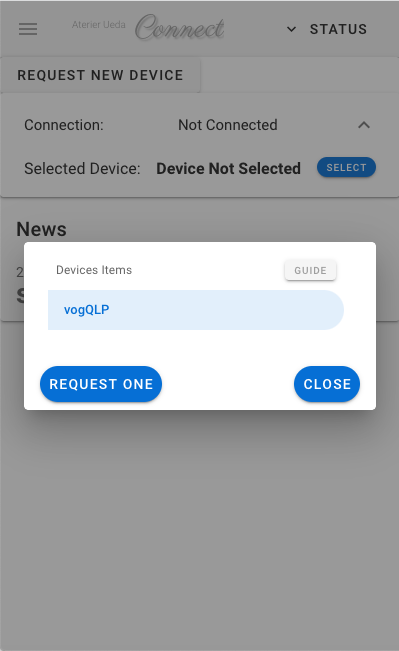 Aterier Ueda Connect STATUS
REQUEST NEW DEVICE
Connection: Not Connected
Selected Device: Device Not Selected SELECT
News
2
S
Devices Items GUIDE
vogQLP
REQUEST ONE CLOSE